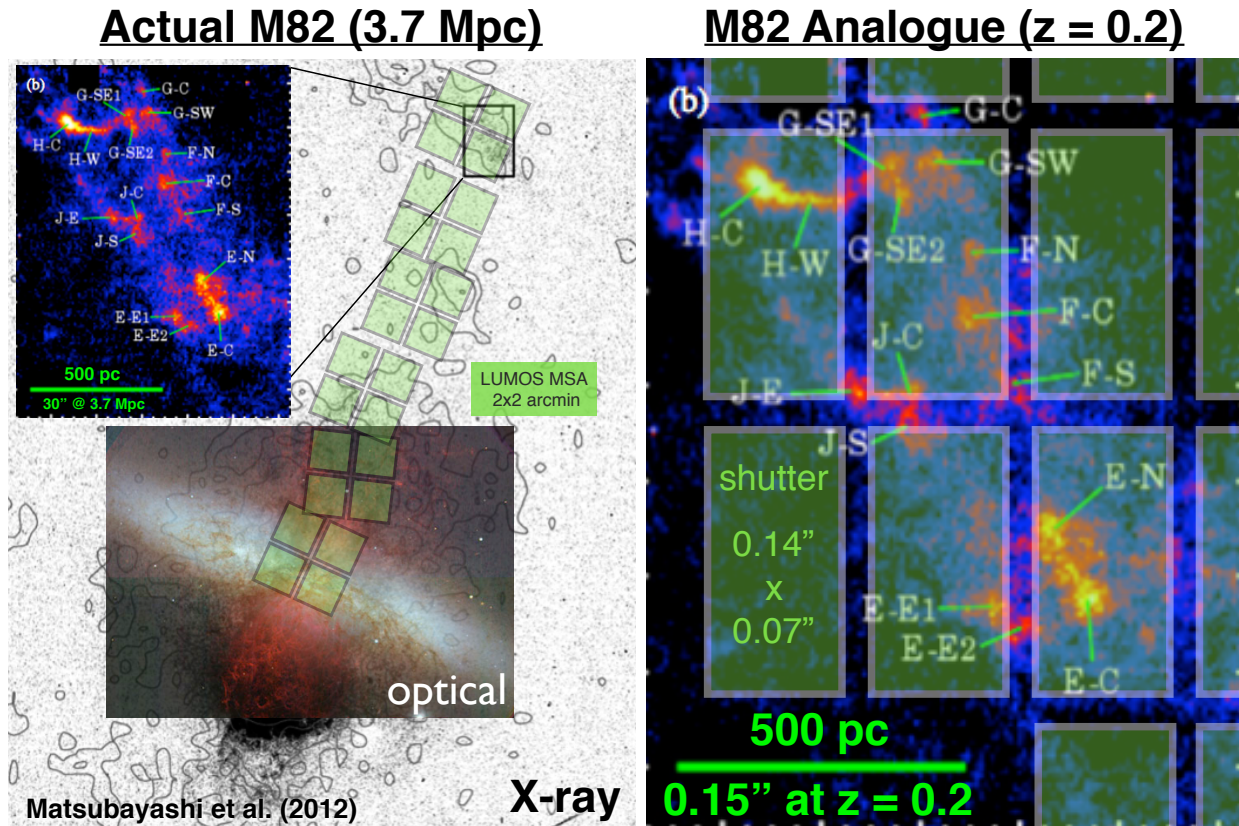 Actual M82 (3.7 Mpc)
(b)
G-C
G-SE1
G-SW
H-C
H-W
G-SE2
F-N
F-C
J-C
J-E
F-S
J-S
E-N
E-E1
E-E2
E-C
500 pc
30” @ 3.7 Mpc
LUMOS MSA
2x2 arcmin
optical
Matsubayashi et al. (2012)
X-ray
M82 Analogue (z = 0.2)
(b)
G-C
G-SE1
G-SW
H-C
H-W
G-SE2
F-N
F-C
J-C
J-E
F-S
J-S
shutter
0.14”
x
0.07”
E-N
E-E1
E-E2
E-C
500 pc
0.15” at z = 0.2